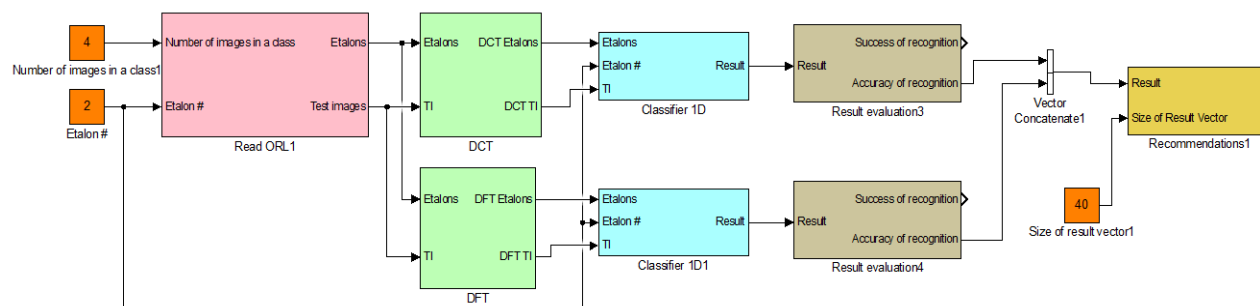 4
Number of images in a class1
2
Etalon #
Number of images in a class
Etalons
Etalon #
Test images
Read ORL1
Etalons
DCT Etalons
TI
DCT TI
DCT
Etalons
DFT Etalons
TI
DFT TI
DFT
Etalons
Etalon #
Result
TI
Classifier 1D
Etalons
Etalon #
Result
TI
Classifier 1D1
Success of recognition
Result
Accuracy of recognition
Result evaluation3
Success of recognition
Result
Accuracy of recognition
Result evaluation4
Vector
Concatenate1
40
Size of result vector1
Result
Size of Result Vector
Recommendations1